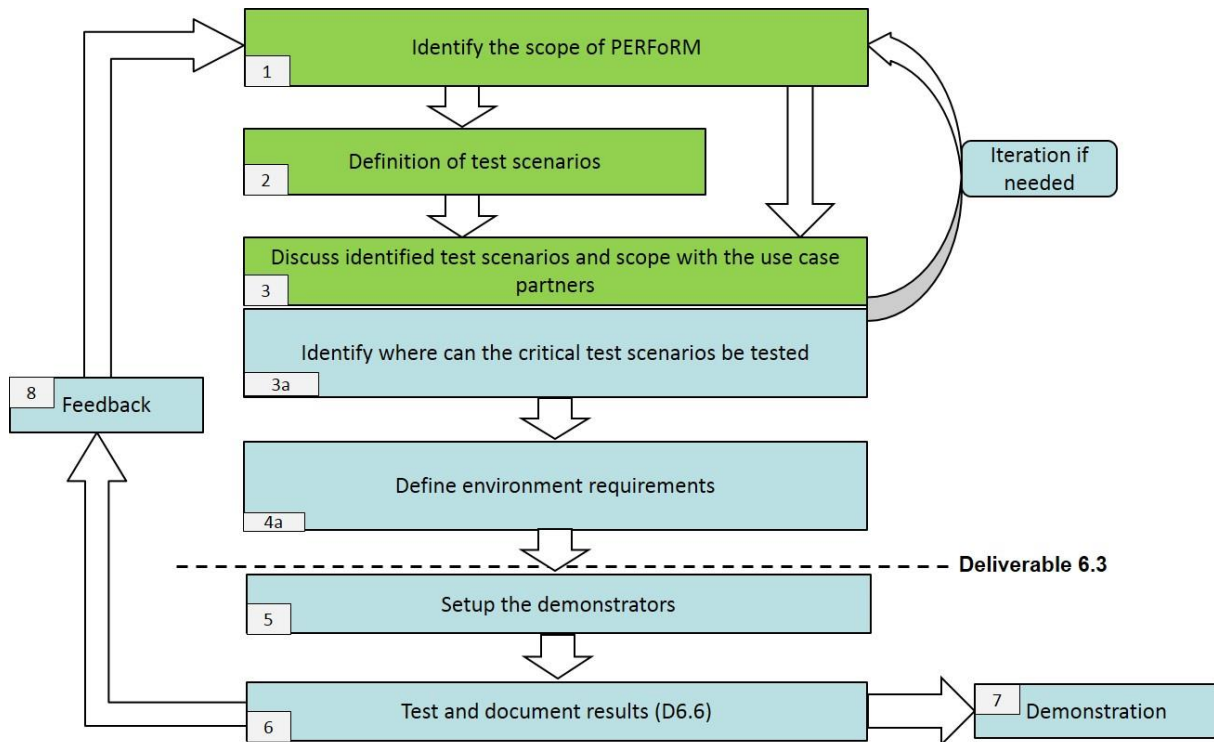 Identify the scope of PERFoRM
1
Definition of test scenarios
2
Iteration if
needed
Discuss identified test scenarios and scope with the use case
partners
3
Identify where can the critical test scenarios be tested
3a
8
Feedback
Define environment requirements
4a
Deliverable 6.3
Setup the demonstrators
5
Test and document results (D6.6)
6
7
Demonstration